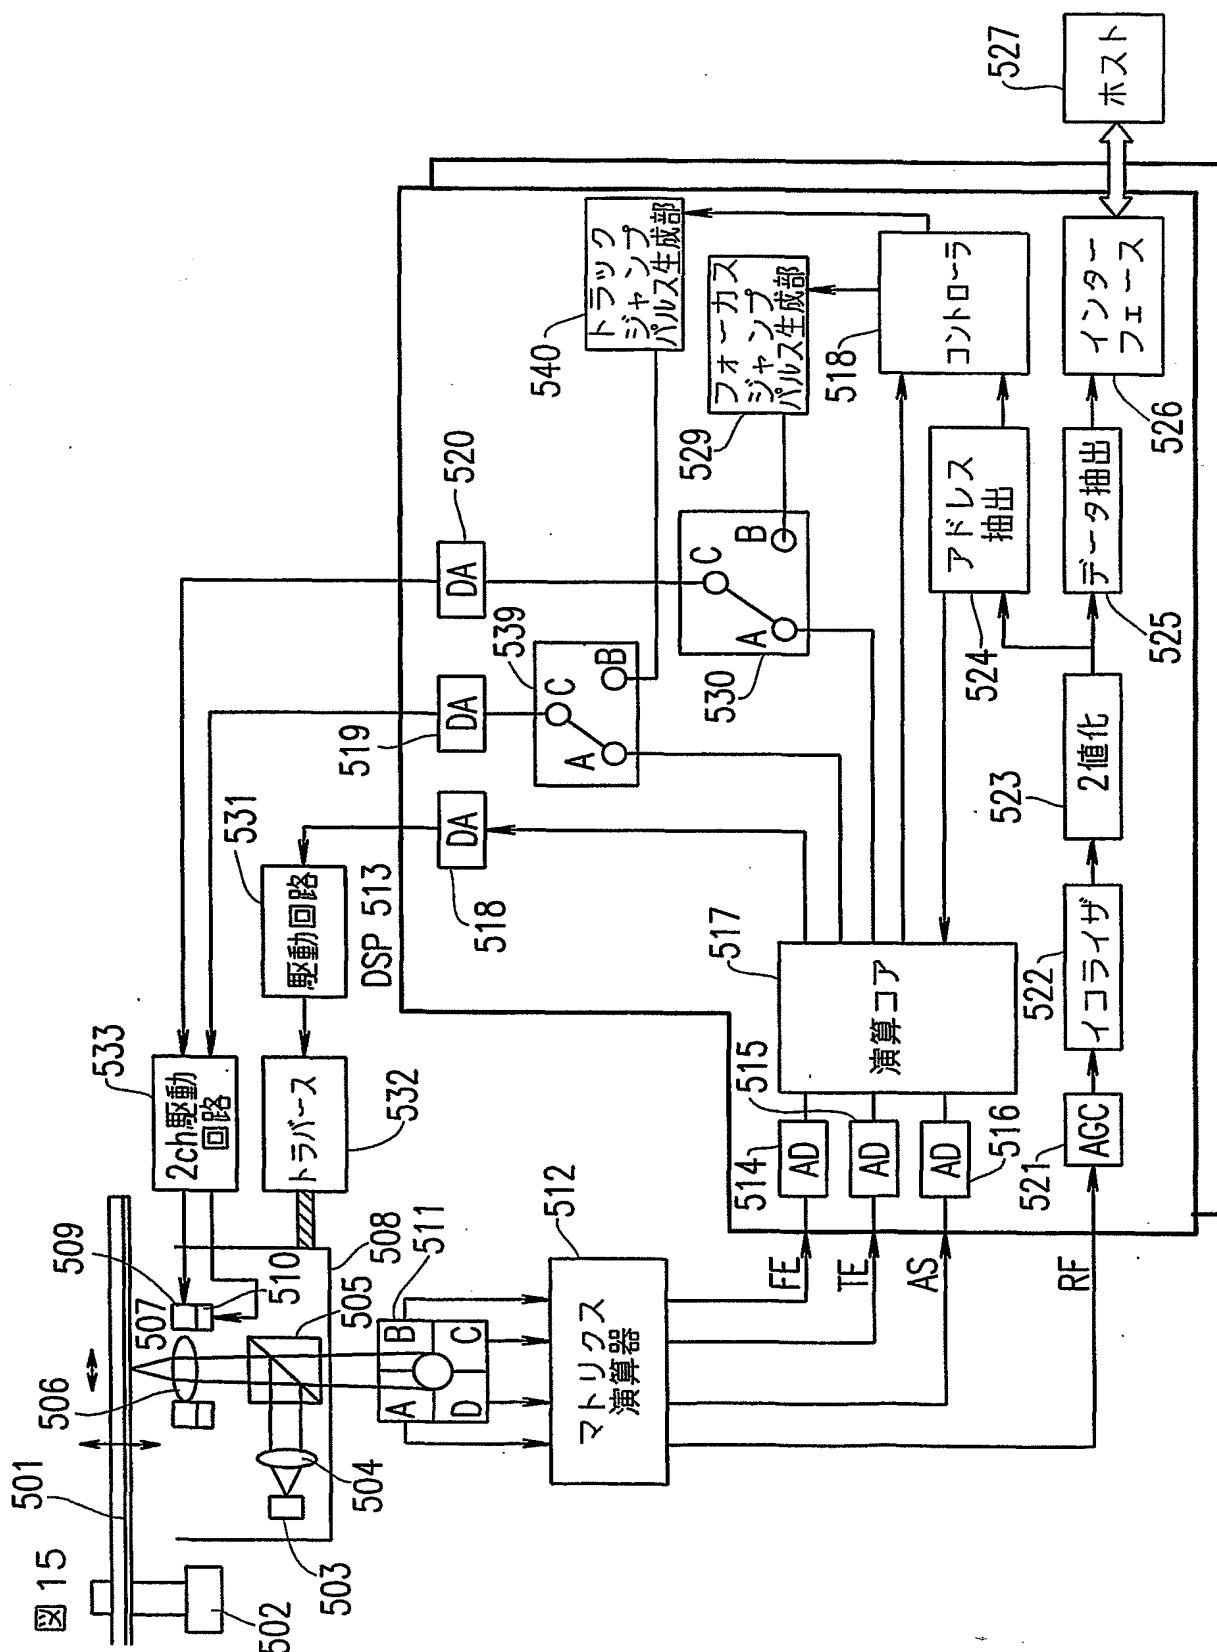 図 15
501
502
503
504
505
506
507
508
509
510
511
A
B
C
D
533
2ch駆動
回路
トラバース
532
531
駆動回路
DSP 513
マトリクス
演算器
512
FE
TE
AS
RF
514
AD
515
AD
516
AD
521
AGC
517
演算コア
518
DA
519
DA
520
DA
539
A
B
C
530
A
B
C
540
トラック
ジャンプ
パルス生成部
529
フォーカス
ジャンプ
パルス生成部
518
コントローラ
524
アドレス
抽出
522
イコライザ
523
2値化
525
データ抽出
526
インター
フェース
527
ホスト